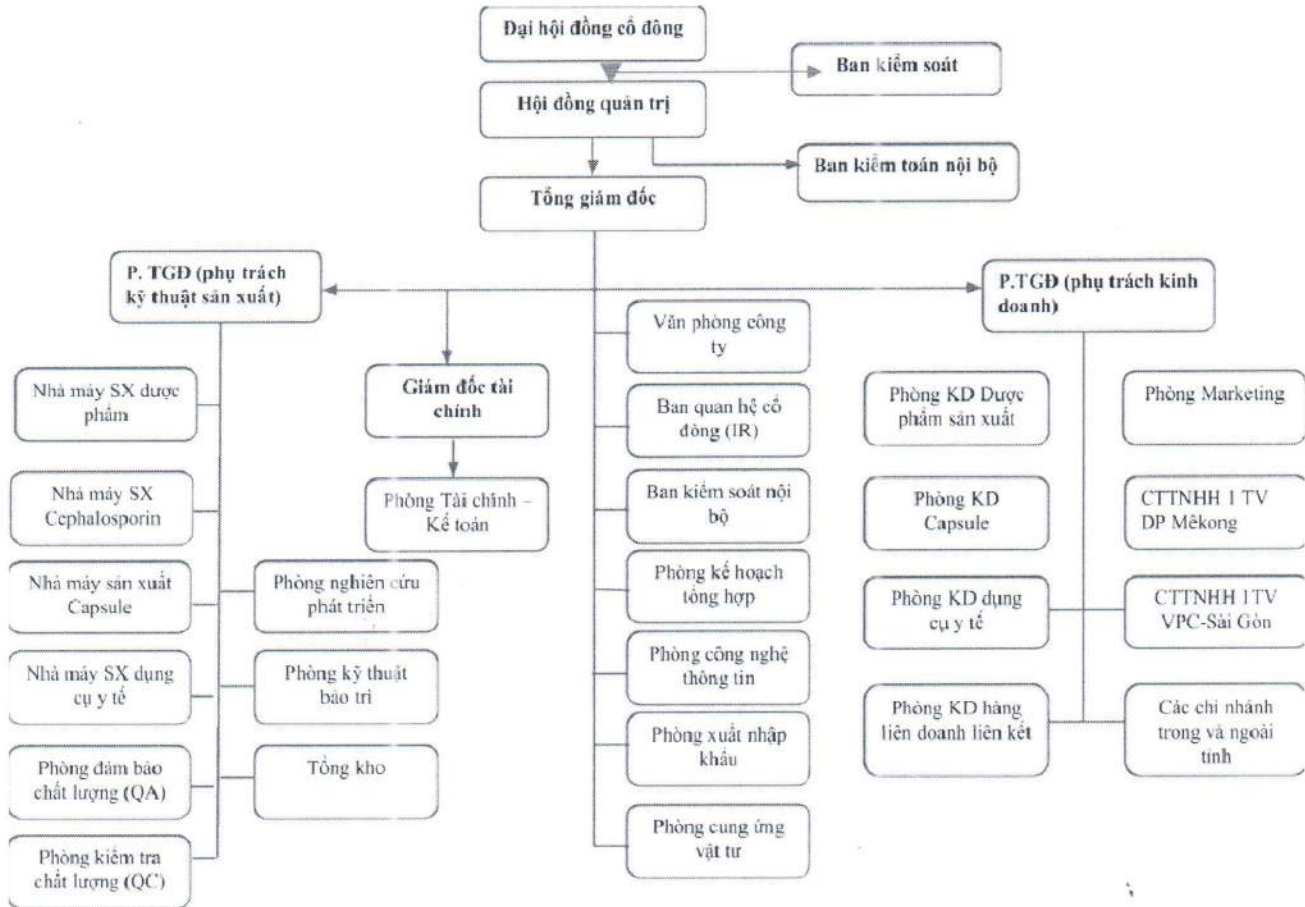 Đại hội đồng cổ đông
Ban kiểm soát
Hội đồng quản trị
Ban kiểm toán nội bộ
Tổng giám đốc
P. TGĐ (phụ trách
kỹ thuật sản xuất)
P.TGĐ (phụ trách kinh
doanh)
Giám đốc tài
chính
Phòng Tài chính –
Kế toán
Nhà máy SX dược
phẩm
Nhà máy SX
Cephalosporin
Nhà máy sản xuất
Capsule
Nhà máy SX dụng
cụ y tế
Phòng đảm bảo
chất lượng (QA)
Phòng kiểm tra
chất lượng (QC)
Phòng nghiên cứu
phát triển
Phòng kỹ thuật
bảo trì
Tổng kho
Văn phòng công
ty
Ban quan hệ cổ
đông (IR)
Ban kiểm soát nội
bộ
Phòng kế hoạch
tổng hợp
Phòng công nghệ
thông tin
Phòng xuất nhập
khẩu
Phòng cung ứng
vật tư
Phòng KD Dược
phẩm sản xuất
Phòng KD
Capsule
Phòng KD dụng
cụ y tế
Phòng KD hàng
liên doanh liên kết
Phòng Marketing
CTTNHH 1 TV
DP Mêkong
CTTNHH 1TV
VPC-Sài Gòn
Các chi nhánh
trong và ngoài
tỉnh